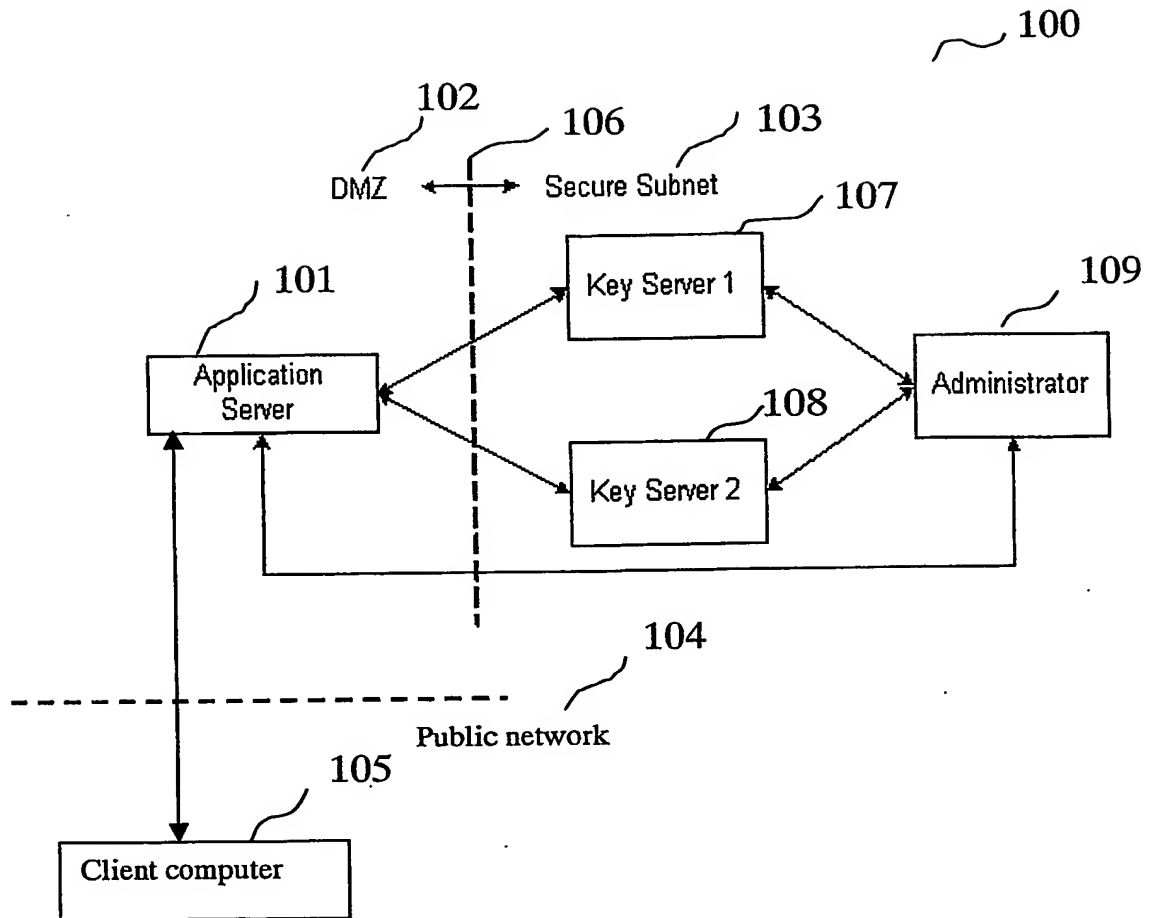 100
102
106
103
DMZ
Secure Subnet
107
Key Server 1
101
109
Application
Server
Administrator
108
Key Server 2
104
Public network
105
Client computer